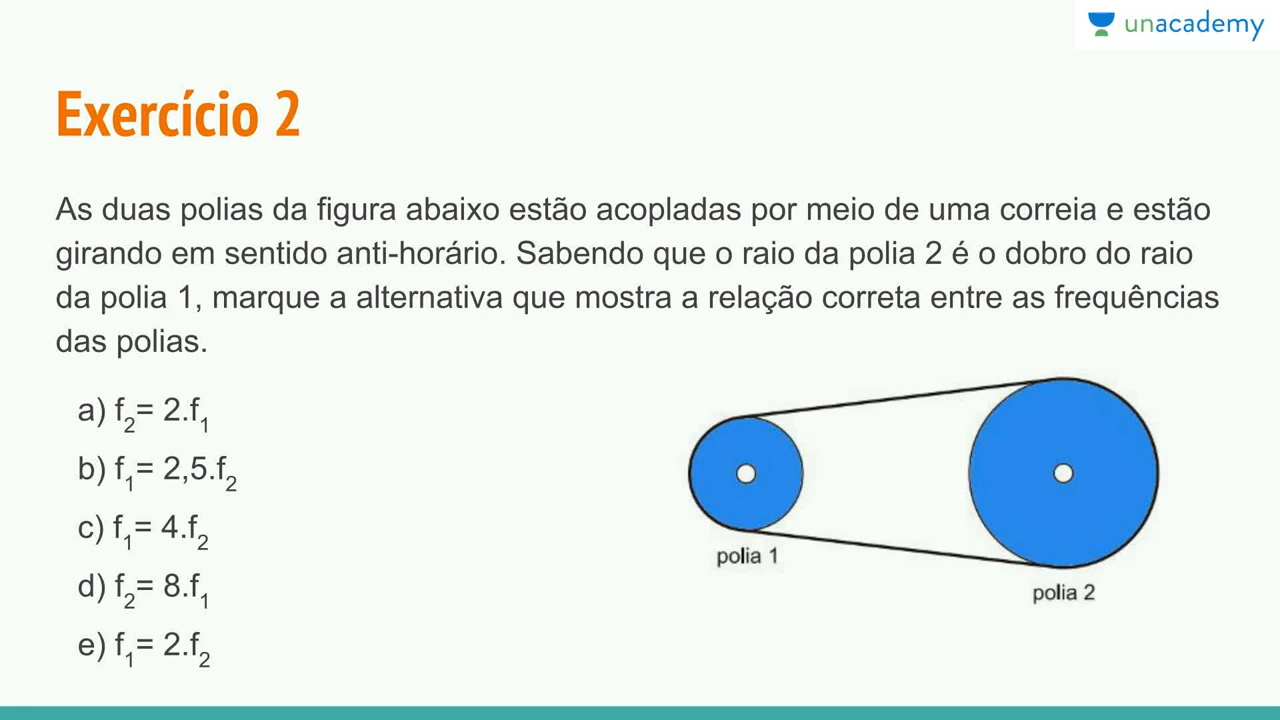 unacademy
Exercício 2
As duas polias da figura abaixo estão acopladas por meio de uma correia e estão
girando em sentido anti-horário. Sabendo que o raio da polia 2 é o dobro do raio
da polia 1, marque a alternativa que mostra a relação correta entre as frequências
das polias.
a) f₂= 2.f₁
b) f₁= 2,5.f₂
c) f₁= 4.f₂
d) f₂= 8.f₁
e) f₁= 2.f₂
polia 1
polia 2